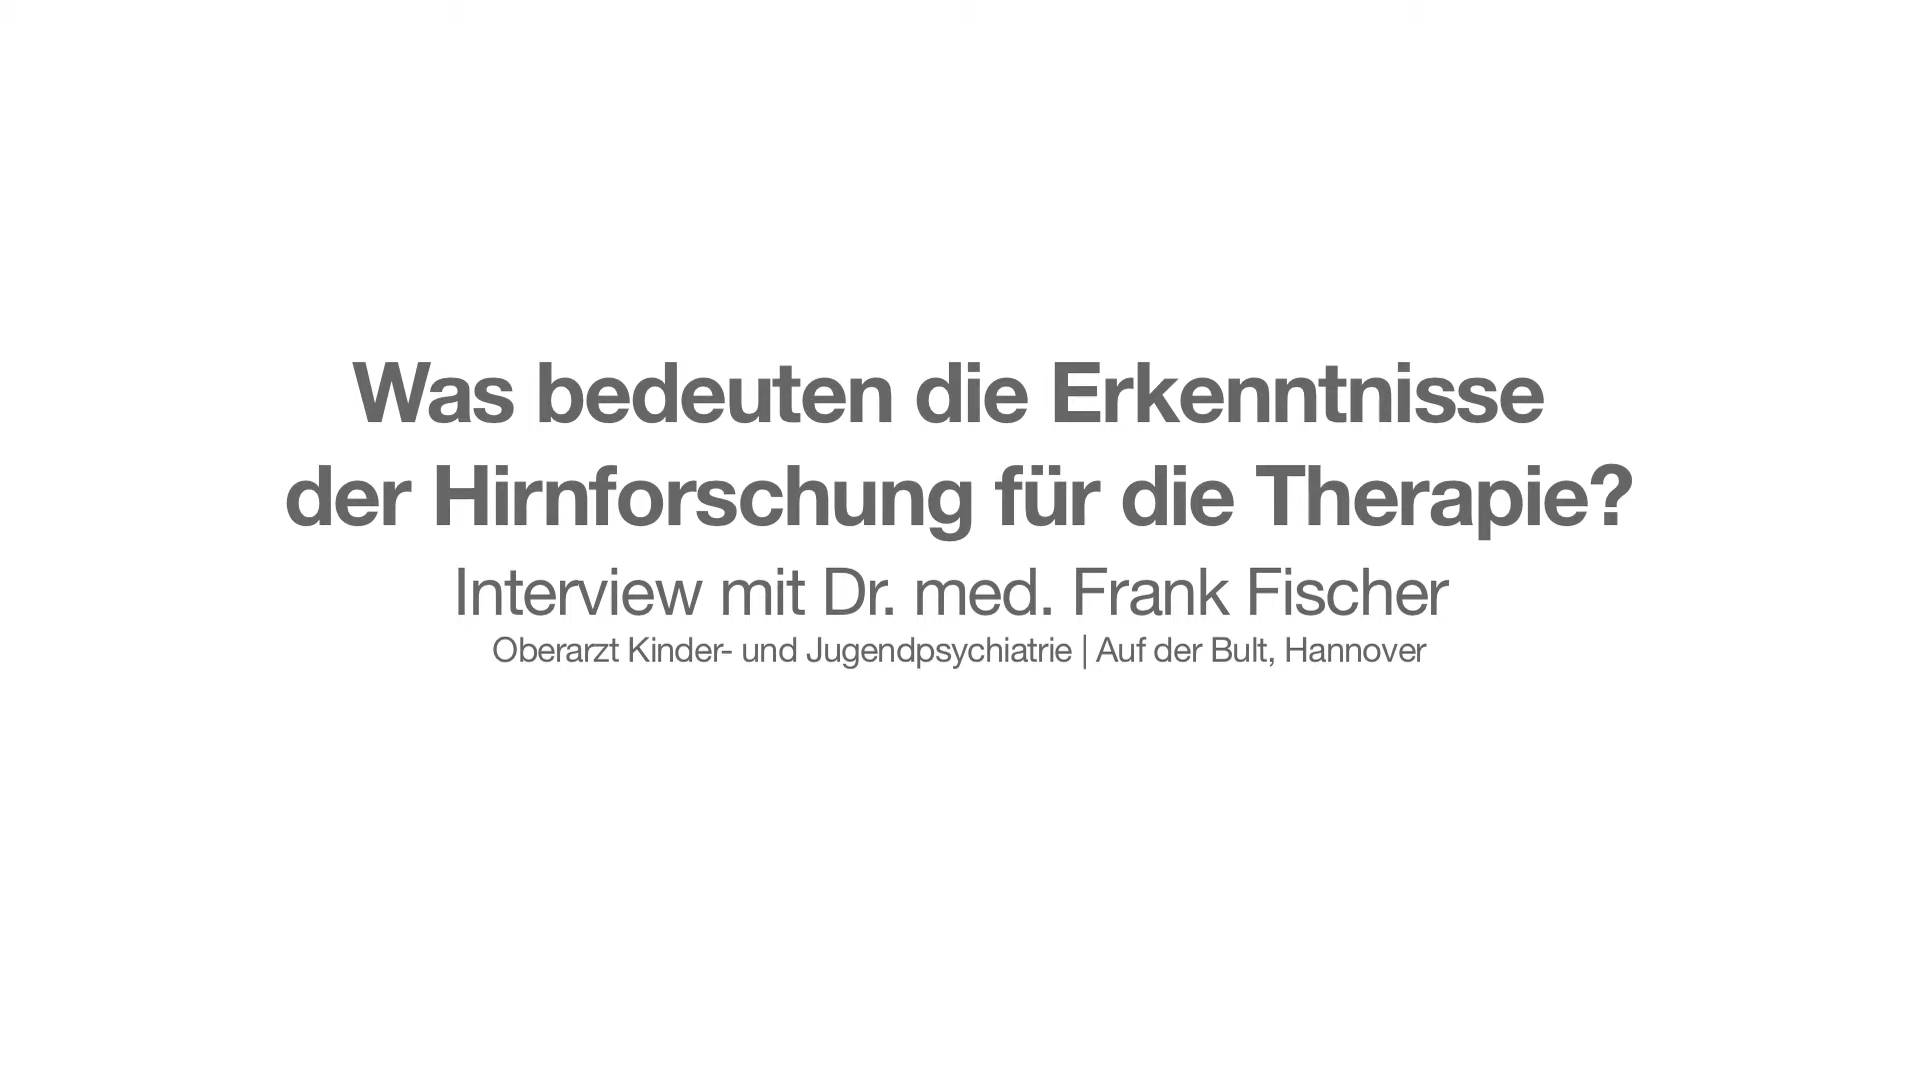 Was bedeuten die Erkenntnisse
der Hirnforschung für die Therapie?
Interview mit Dr. med. Frank Fischer
Oberarzt Kinder- und Jugendpsychiatrie | Auf der Bult, Hannover